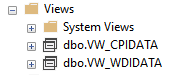 Views
System Views
dbo.VW_CPIDATA
dbo.VW_WDIDATA